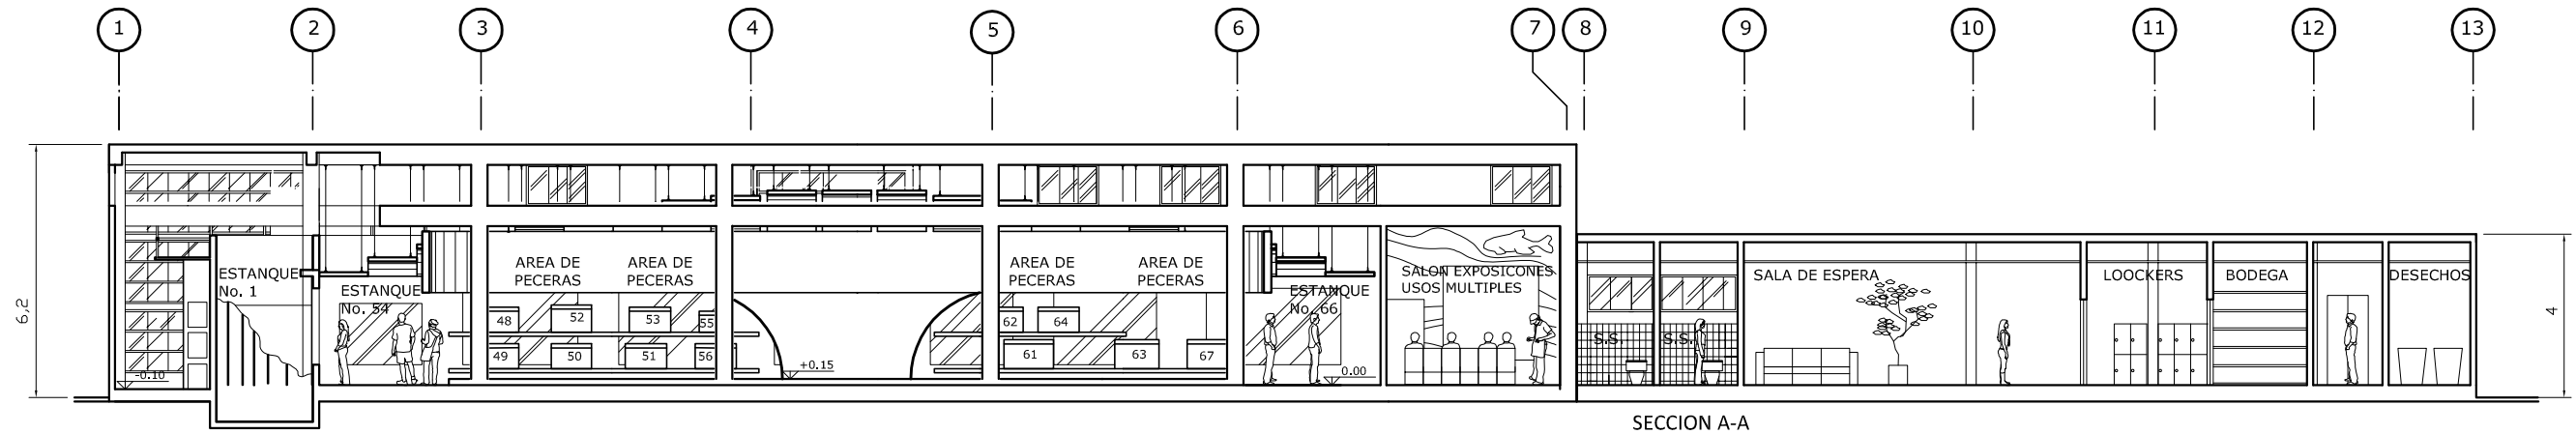 1 2 3 4 5 6 7 8 9 10 11 12 13
6,2
4
ESTANQUE
No. 1
-0.10
ESTANQUE
No. 54
AREA DE
PECERAS
AREA DE
PECERAS
48 52 53 55
49 50 51 56
+0.15
AREA DE
PECERAS
AREA DE
PECERAS
62 64
61 63 67
ESTANQUE
No. 66
0.00
SALON EXPOSICONES
USOS MULTIPLES
S.S.
S.S.
SALA DE ESPERA
LOOCKERS
BODEGA
DESECHOS
SECCION A-A